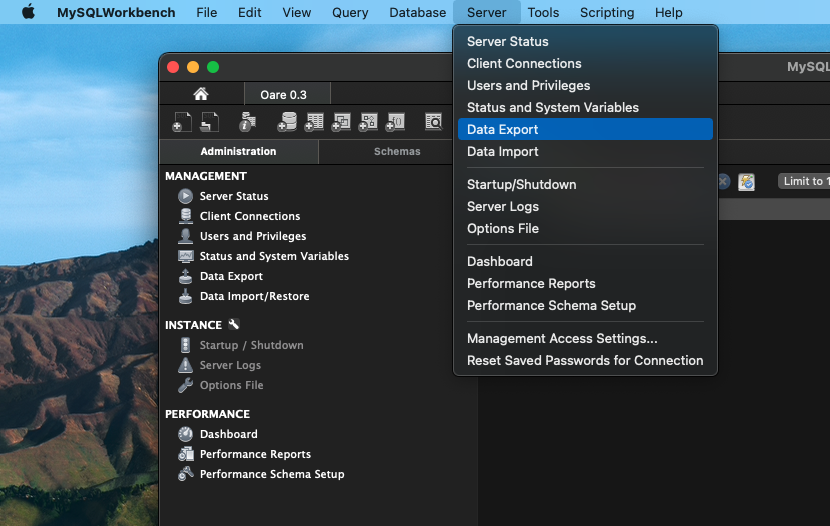 MySQLWorkbench File Edit View Query Database Server Tools Scripting Help
MySQL
Oare 0.3
Administration Schemas
MANAGEMENT
Server Status
Client Connections
Users and Privileges
Status and System Variables
Data Export
Data Import/Restore
INSTANCE
Startup / Shutdown
Server Logs
Options File
PERFORMANCE
Dashboard
Performance Reports
Performance Schema Setup
Server Status
Client Connections
Users and Privileges
Status and System Variables
Data Export
Data Import
Startup/Shutdown
Server Logs
Options File
Dashboard
Performance Reports
Performance Schema Setup
Management Access Settings...
Reset Saved Passwords for Connection
Limit to 1